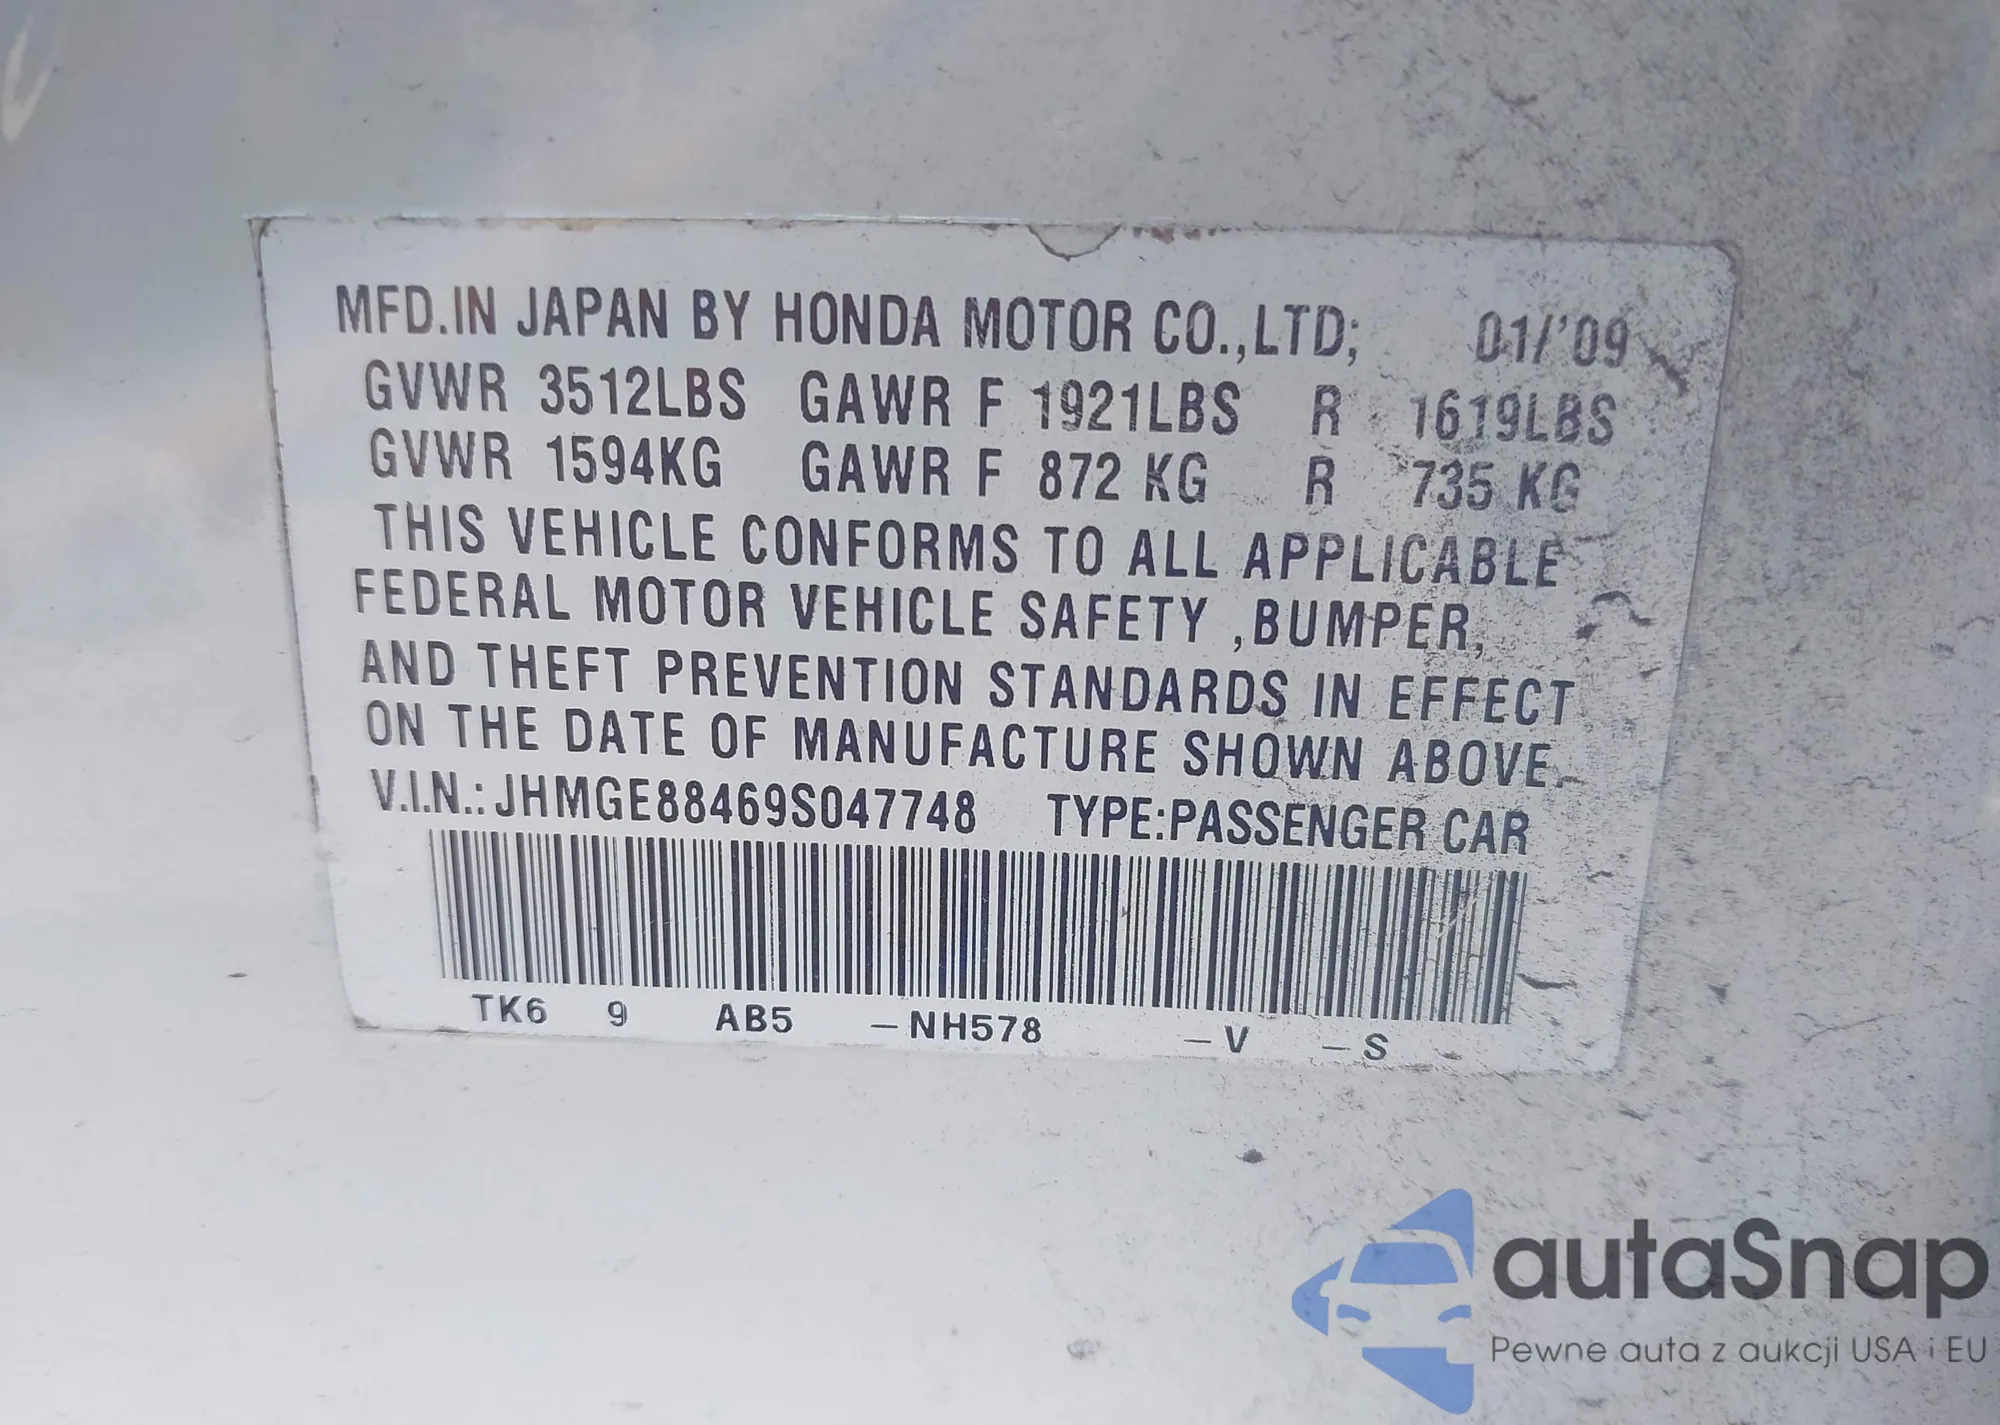 MFD.IN JAPAN BY HONDA MOTOR CO.,LTD; 01/'09
GVWR 3512LBS GAWR F 1921LBS R 1619LBS
GVWR 1594KG GAWR F 872 KG R 735 KG
THIS VEHICLE CONFORMS TO ALL APPLICABLE
FEDERAL MOTOR VEHICLE SAFETY ,BUMPER,
AND THEFT PREVENTION STANDARDS IN EFFECT
ON THE DATE OF MANUFACTURE SHOWN ABOVE.
V.I.N.: JHMGE88469S047748 TYPE:PASSENGER CAR
TK6 9 AB5 –NH578 –V –S
autaSnap
Pewne auta z aukcji USA i EU